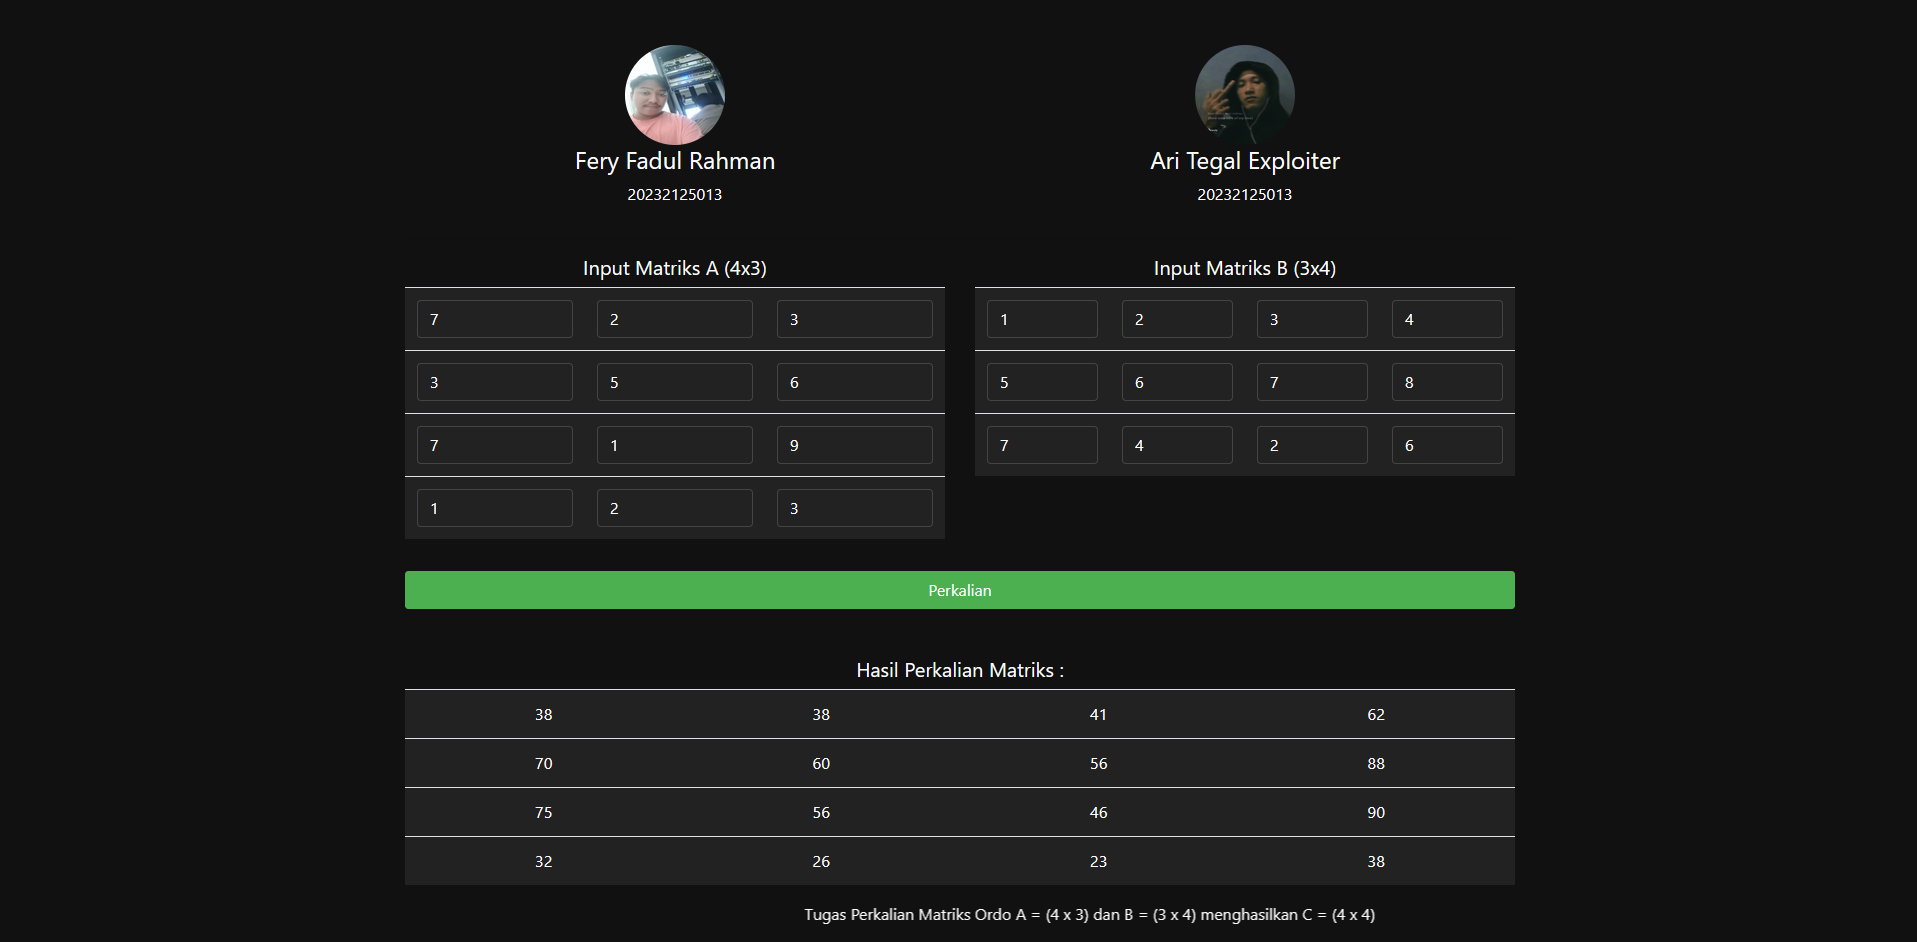 Fery Fadul Rahman
20232125013
Ari Tegal Exploiter
20232125013
Input Matriks A (4x3)
7 2 3
3 5 6
7 1 9
1 2 3
Input Matriks B (3x4)
1 2 3 4
5 6 7 8
7 4 2 6
Perkalian
Hasil Perkalian Matriks :
38 38 41 62
70 60 56 88
75 56 46 90
32 26 23 38
Tugas Perkalian Matriks Ordo A = (4 x 3) dan B = (3 x 4) menghasilkan C = (4 x 4)